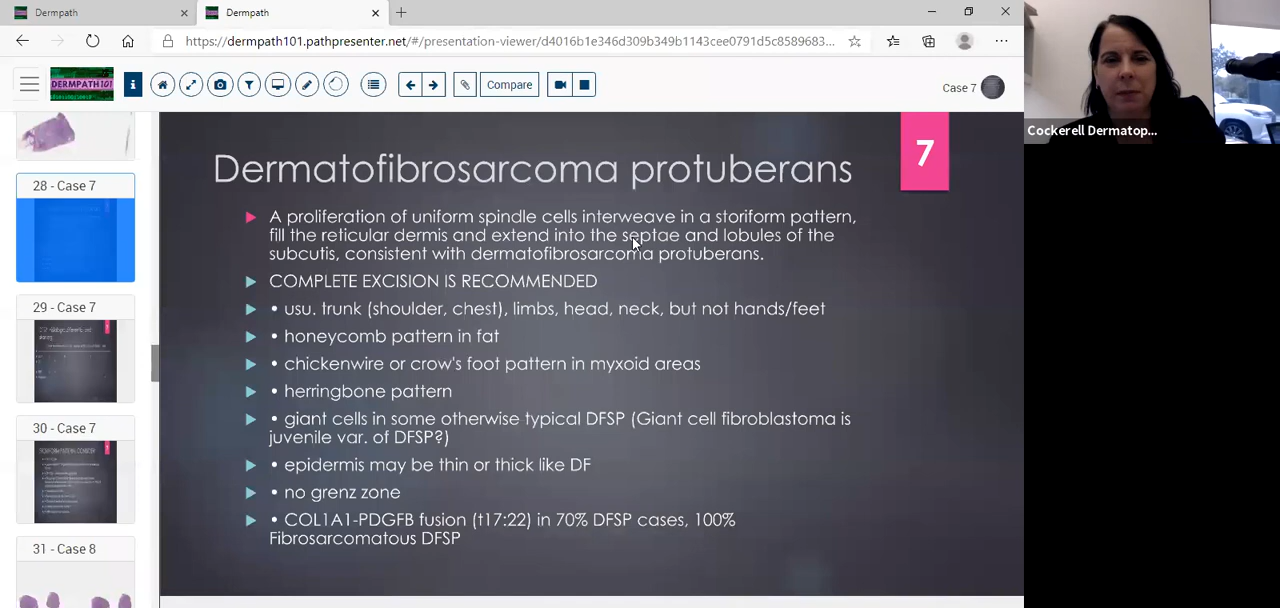 Dermpath
Dermpath
https://dermpath101.pathpresenter.net/#/presentation-viewer/d4016b1e346d309b349b1143cee0791d5c8589683...
DERMPATH 101
Compare
Case 7
Cockerell Dermatop...
28 - Case 7
29 - Case 7
30 - Case 7
31 - Case 8
7
Dermatofibrosarcoma protuberans
A proliferation of uniform spindle cells interweave in a storiform pattern,
fill the reticular dermis and extend into the septae and lobules of the
subcutis, consistent with dermatofibrosarcoma protuberans.
COMPLETE EXCISION IS RECOMMENDED
• usu. trunk (shoulder, chest), limbs, head, neck, but not hands/feet
• honeycomb pattern in fat
• chickenwire or crow's foot pattern in myxoid areas
• herringbone pattern
• giant cells in some otherwise typical DFSP (Giant cell fibroblastoma is
juvenile var. of DFSP?)
• epidermis may be thin or thick like DF
• no grenz zone
• COL1A1-PDGFB fusion (t17:22) in 70% DFSP cases, 100%
Fibrosarcomatous DFSP